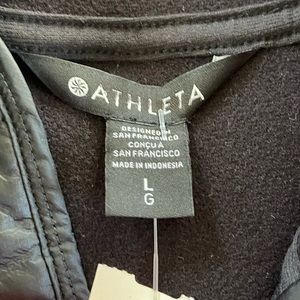 ATHLETA
DESIGNED IN
SAN FRANCISCO
CONÇU À
SAN FRANCISCO
MADE IN INDONESIA
L
G